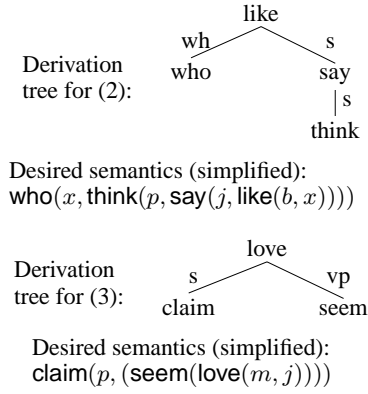 like
wh s
Derivation
tree for (2):
who say
s
think
Desired semantics (simplified):
who(x, think(p, say(j, like(b, x))))
love
Derivation
tree for (3):
s vp
claim seem
Desired semantics (simplified):
claim(p, (seem(love(m, j))))